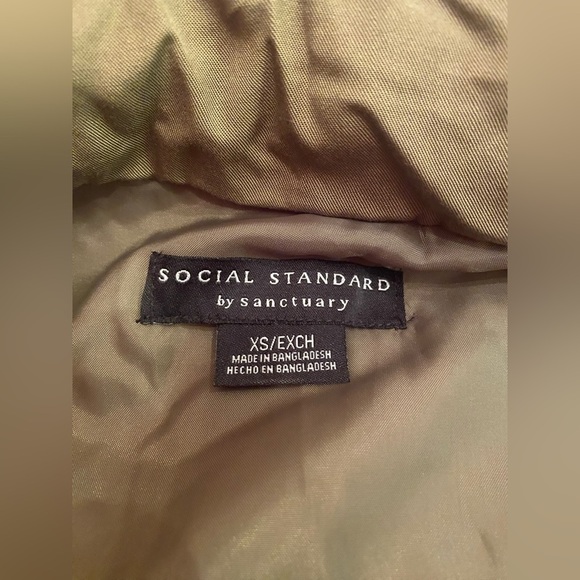 SOCIAL STANDARD
by sanctuary
XS/EXCH
MADE IN BANGLADESH
HECHO EN BANGLADESH